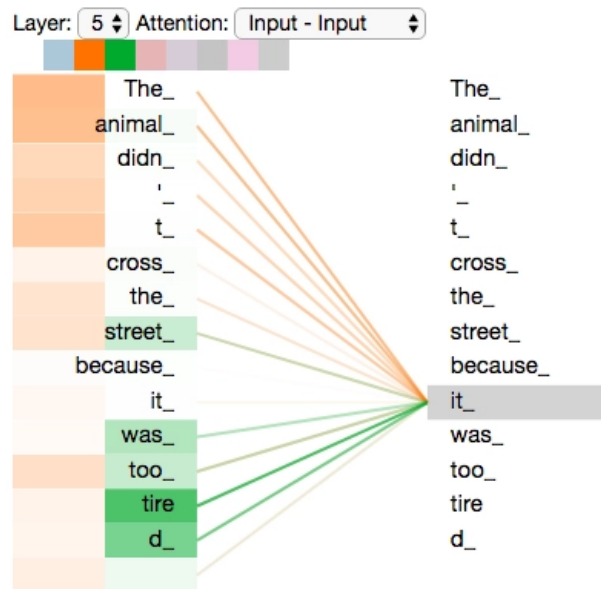 Layer: 5 Attention: Input - Input
The_ The_
animal_ animal_
didn_ didn_
'_ '_
t_ t_
cross_ cross_
the_ the_
street_ street_
because_ because_
it_ it_
was_ was_
too_ too_
tire tire
d_ d_